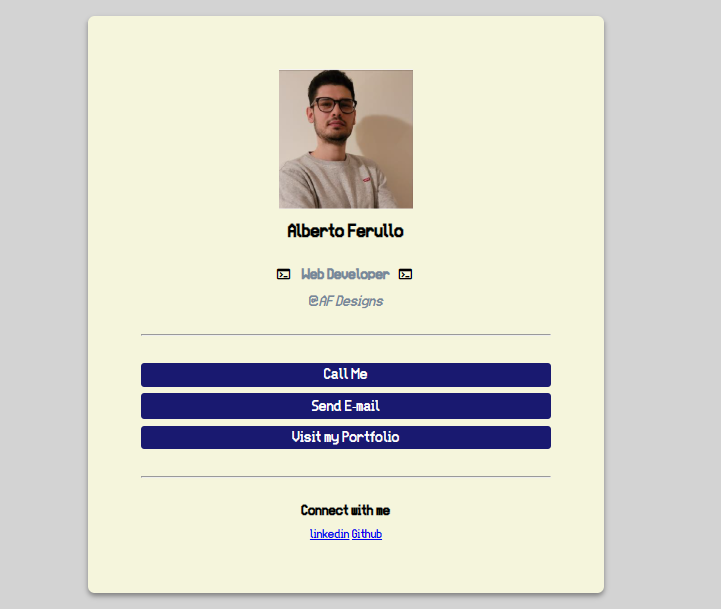 Alberto Ferullo
Web Developer
@AF Designs
Call Me
Send E-mail
Visit my Portfolio
Connect with me
linkedin Github